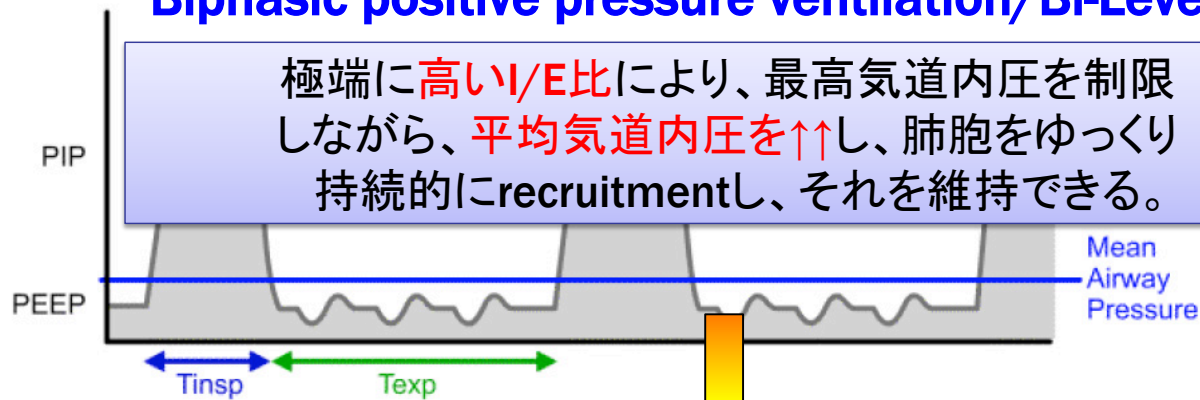 Biphasic positive pressure ventilation/Bi-Leve
極端に高いI/E比により、最高気道内圧を制限
しながら、平均気道内圧を↑↑し、肺胞をゆっくり
持続的にrecruitmentし、それを維持できる。
PIP
Mean
Airway
Pressure
PEEP
Tinsp
Texp